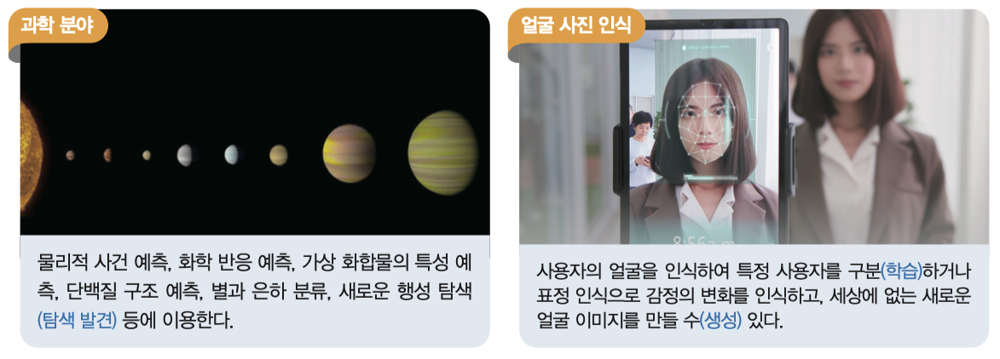 과학 분야
물리적 사건 예측, 화학 반응 예측, 가상 화합물의 특성 예
측, 단백질 구조 예측, 별과 은하 분류, 새로운 행성 탐색
(탐색 발견) 등에 이용한다.
얼굴 사진 인식
8:56a.m
사용자의 얼굴을 인식하여 특정 사용자를 구분(학습)하거나
표정 인식으로 감정의 변화를 인식하고, 세상에 없는 새로운
얼굴 이미지를 만들 수(생성) 있다.